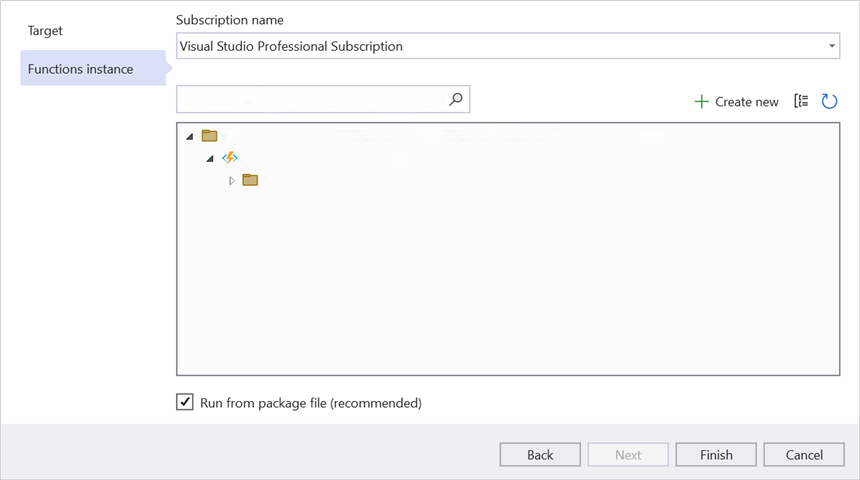 Target
Functions instance
Subscription name
Visual Studio Professional Subscription
Create new
Run from package file (recommended)
Back
Next
Finish
Cancel